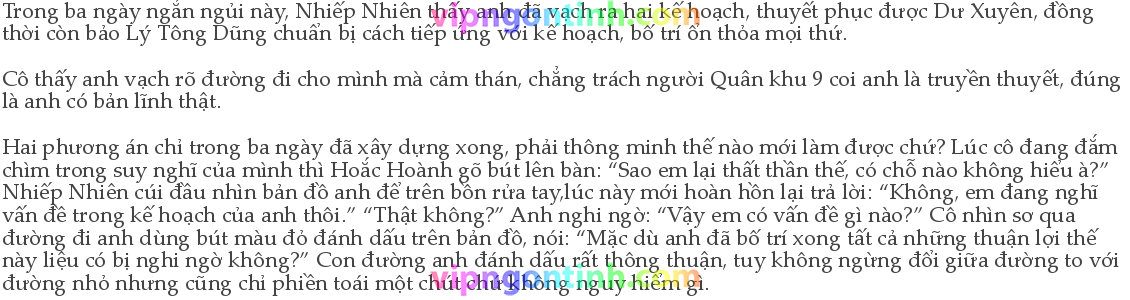 Trong ba ngày ngắn ngủi này, Nhiếp Nhiên thấy anh đã vạch ra hai kế hoạch, thuyết phục được Dư Xuyên, đồng
vipngontinh.com
thời còn bảo Lý Tông Dũng chuẩn bị cách tiếp ứng với kế hoạch, bố trí ổn thỏa mọi thứ.
Cô thấy anh vạch rõ đường đi cho mình mà cảm thán, chẳng trách người Quân khu 9 coi anh là truyền thuyết, đúng
là anh có bản lĩnh thật.
Hai phương án chỉ trong ba ngày đã xây dựng xong, phải thông minh thế nào mới làm được chứ? Lúc cô đang đắm
chìm trong suy nghĩ của mình thì Hoắc Hoành gõ bút lên bàn: “Sao em lại thất thần thế, có chỗ nào không hiểu à?”
Nhiếp Nhiên cúi đầu nhìn bản đồ anh để trên bồn rửa tay,lúc này mới hoàn hồn lại trả lời: “Không, em đang nghĩ
vấn đề trong kế hoạch của anh thôi.” “Thật không?” Anh nghi ngờ: “Vậy em có vấn đề gì nào?” Cô nhìn sơ qua
đường đi anh dùng bút màu đỏ đánh dấu trên bản đồ, nói: “Mặc dù anh đã bố trí xong tất cả những thuận lợi thế
này liệu có bị nghi ngờ không?” Con đường anh đánh dấu rất thông thuận, tuy không ngừng đổi giữa đường to với
vipngontinh.com
đường nhỏ nhưng cũng chỉ phiền toái một chút chứ không nguy hiểm gì.